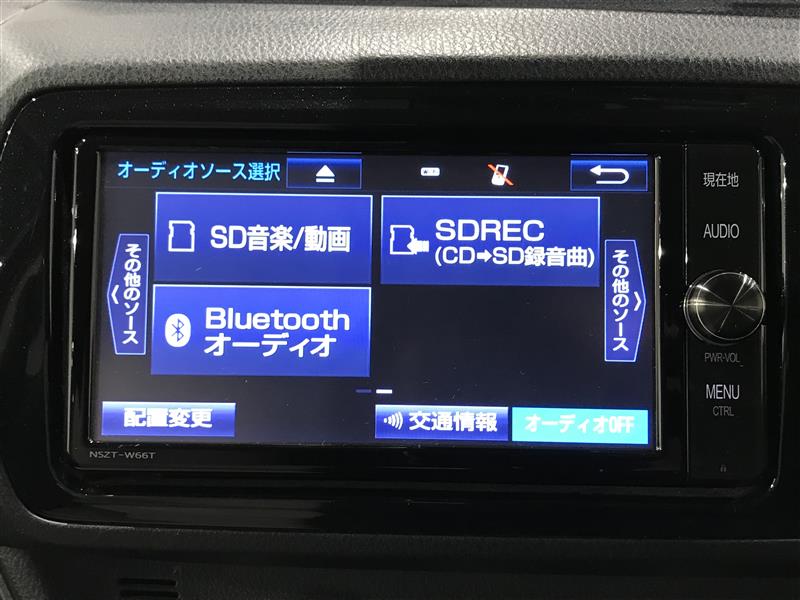 オーディオソース選択
現在地
SD音楽/動画
SDREC
(CD➡SD録音曲)
AUDIO
その他のソース
その他のソース
Bluetooth
オーディオ
PWR-VOL
MENU
CTRL
配置変更
交通情報
オーディオOFF
NSZT-W66T